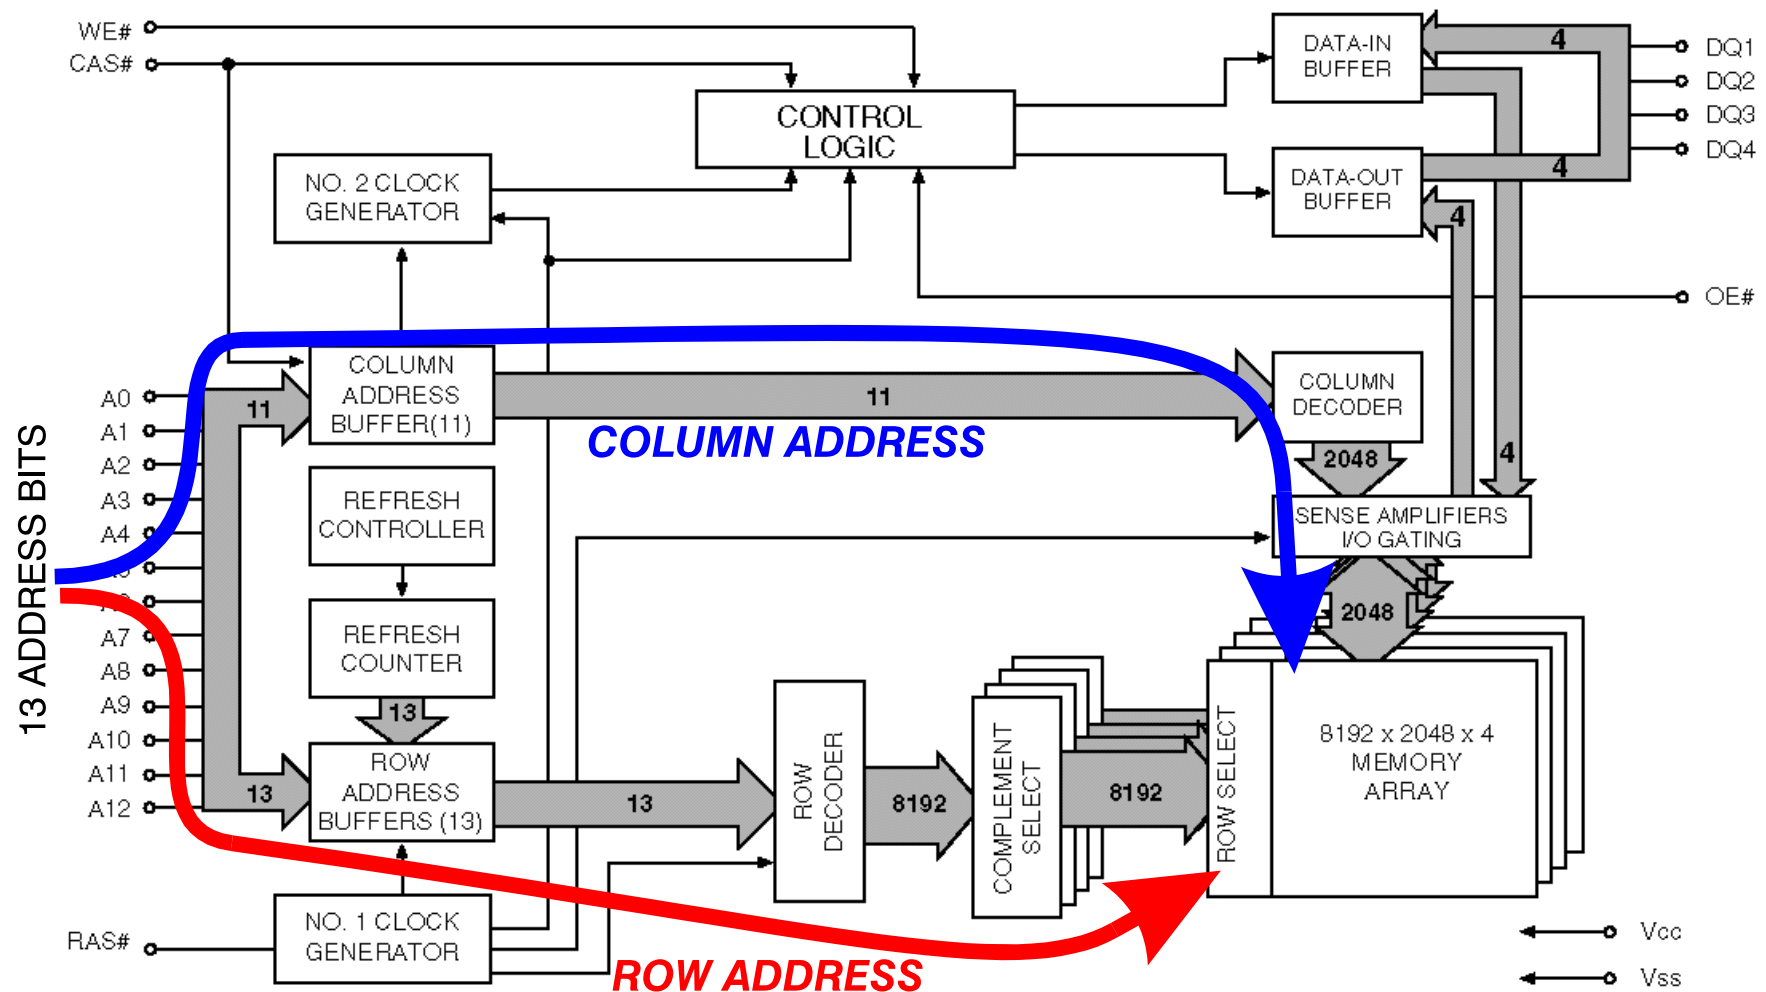 WE#
CAS#
CONTROL
LOGIC
DATA-IN
BUFFER
4
DQ1
DQ2
DQ3
DQ4
DATA-OUT
BUFFER
4
4
NO. 2 CLOCK
GENERATOR
OE#
COLUMN
ADDRESS
BUFFER(11)
11
11
COLUMN
DECODER
COLUMN ADDRESS
2048
4
SENSE AMPLIFIERS
I/O GATING
2048
13 ADDRESS BITS
A0
A1
A2
A3
A4
A7
A8
A9
A10
A11
A12
REFRESH
CONTROLLER
REFRESH
COUNTER
13
ROW
ADDRESS
BUFFERS (13)
13
13
ROW
DECODER
8192
COMPLEMENT
SELECT
8192
ROW SELECT
8192 x 2048 x 4
MEMORY
ARRAY
RAS#
NO. 1 CLOCK
GENERATOR
ROW ADDRESS
Vcc
Vss